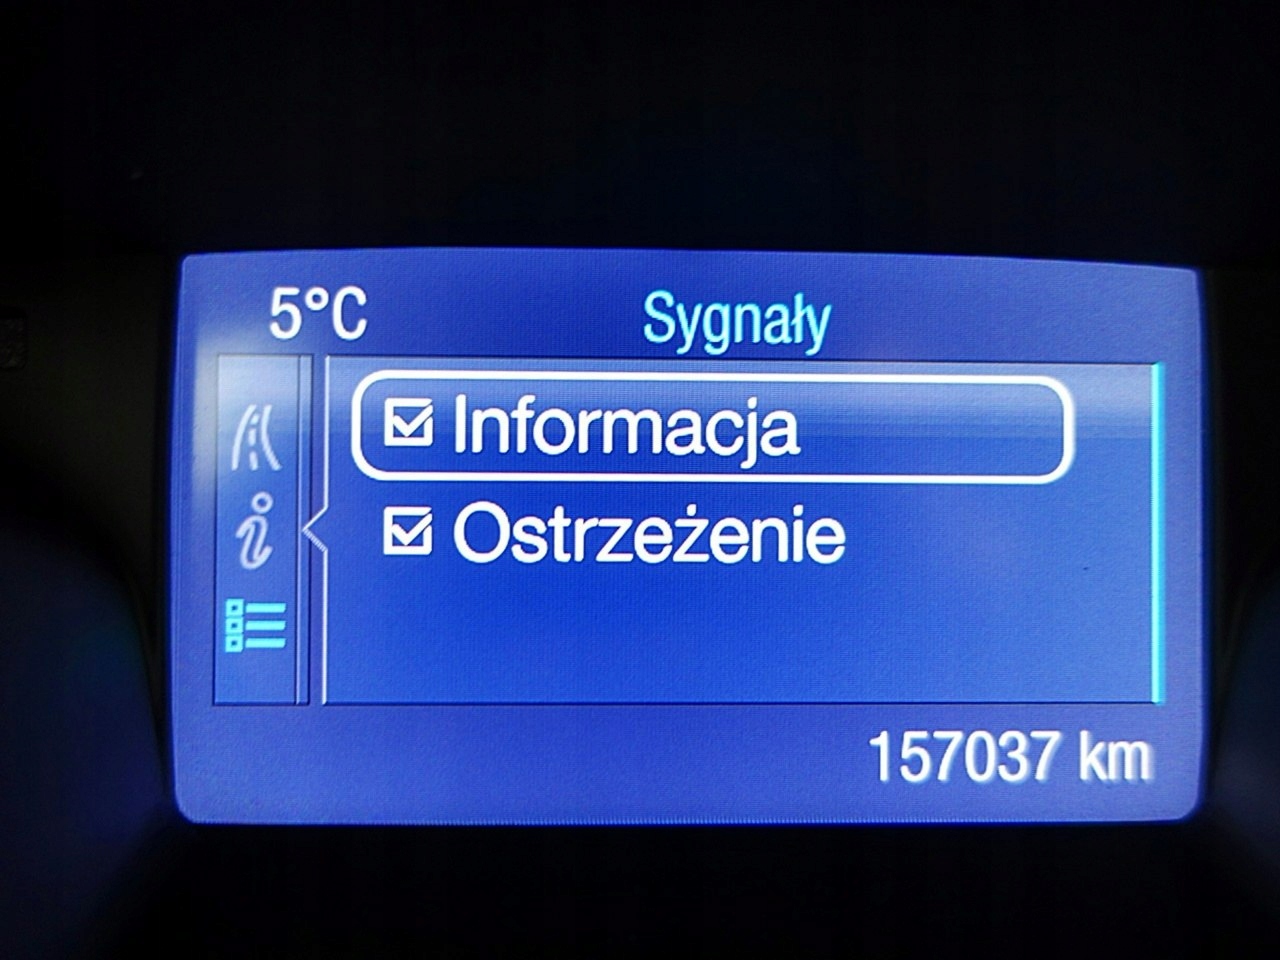 5°C
Sygnały
Informacja
Ostrzeżenie
157037 km